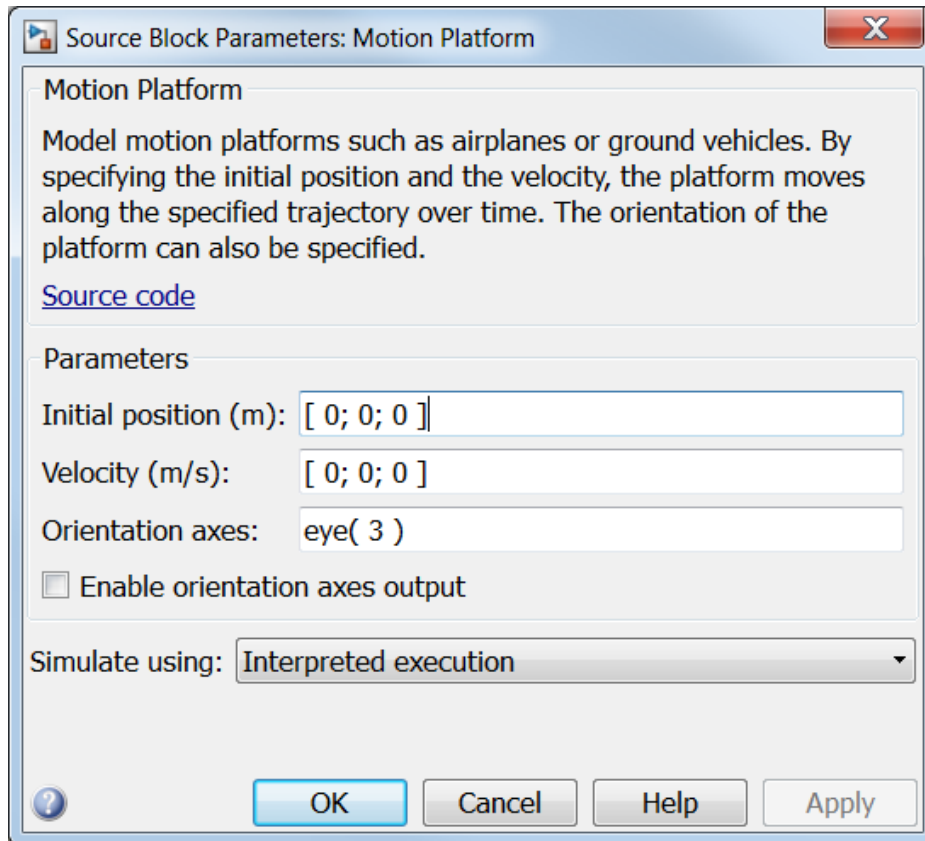 Source Block Parameters: Motion Platform
X
Motion Platform
Model motion platforms such as airplanes or ground vehicles. By
specifying the initial position and the velocity, the platform moves
along the specified trajectory over time. The orientation of the
platform can also be specified.
Source code
Parameters
Initial position (m): [ 0; 0; 0 ]
Velocity (m/s): [ 0; 0; 0 ]
Orientation axes: eye( 3 )
Enable orientation axes output
Simulate using: Interpreted execution
? OK Cancel Help Apply